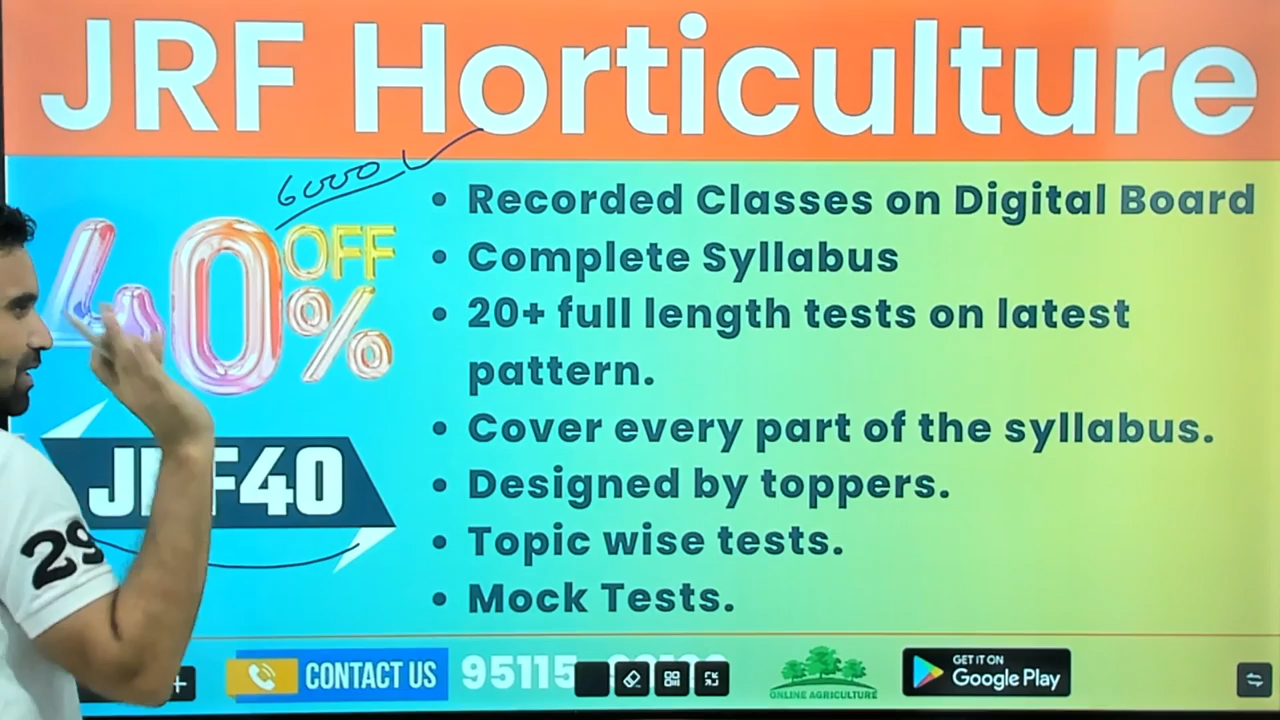 JRF Horticulture
6000
40% OFF
JRF40
29
• Recorded Classes on Digital Board
• Complete Syllabus
• 20+ full length tests on latest
pattern.
• Cover every part of the syllabus.
• Designed by toppers.
• Topic wise tests.
• Mock Tests.
CONTACT US 95115
ONLINE AGRICULTURE
GET IT ON
Google Play